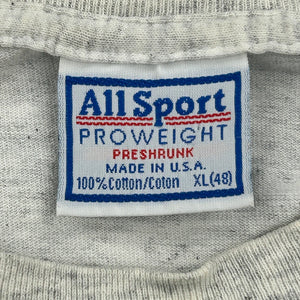 All Sport
PROWEIGHT
PRESHRUNK
MADE IN U.S.A.
100% Cotton/Coton XL(48)